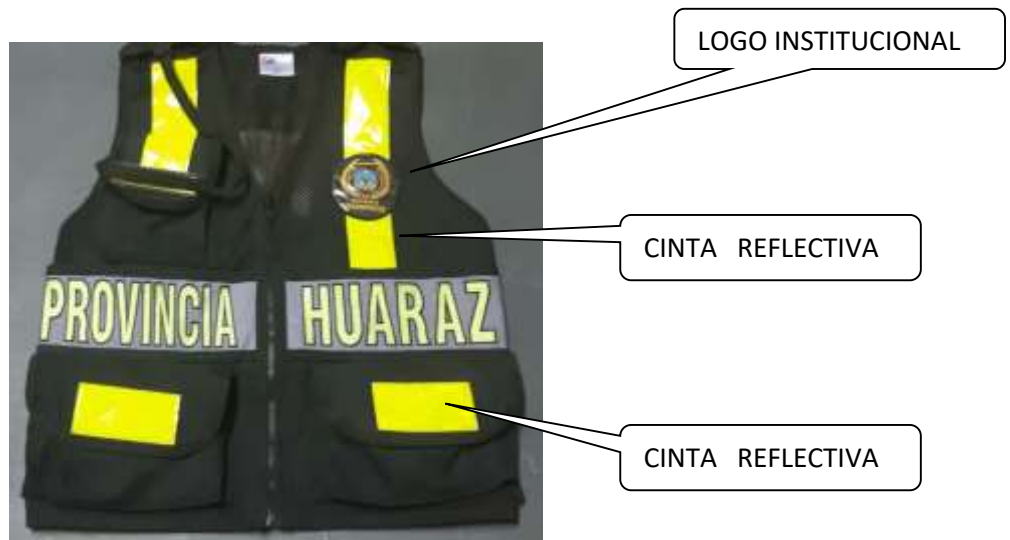 LOGO INSTITUCIONAL
CINTA REFLECTIVA
PROVINCIA HUARAZ
CINTA REFLECTIVA